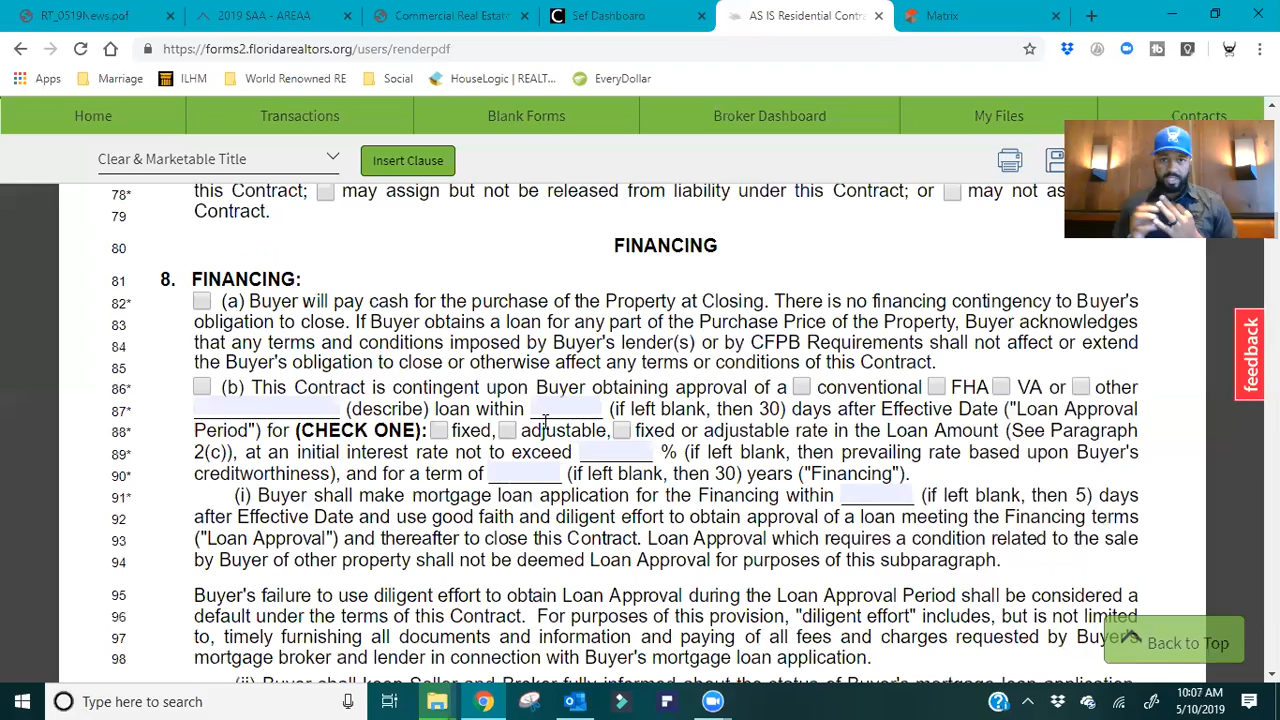 RT_0519News.pdf
2019 SAA - AREAA
Commercial Real Estate
Sef Dashboard
AS IS Residential Contra
Matrix
https://forms2.floridarealtors.org/users/renderpdf
Apps Marriage ILHM World Renowned RE Social HouseLogic | REALT... EveryDollar
Home Transactions Blank Forms Broker Dashboard My Files Contacts
Clear & Marketable Title Insert Clause
78* this Contract; may assign but not be released from liability under this Contract; or may not as
79 Contract.
80 FINANCING
81 8. FINANCING:
82* (a) Buyer will pay cash for the purchase of the Property at Closing. There is no financing contingency to Buyer's
83 obligation to close. If Buyer obtains a loan for any part of the Purchase Price of the Property, Buyer acknowledges
84 that any terms and conditions imposed by Buyer's lender(s) or by CFPB Requirements shall not affect or extend
85 the Buyer's obligation to close or otherwise affect any terms or conditions of this Contract.
86* (b) This Contract is contingent upon Buyer obtaining approval of a conventional FHA VA or other
87* (describe) loan within (if left blank, then 30) days after Effective Date ("Loan Approval
88* Period") for (CHECK ONE): fixed, adjustable, fixed or adjustable rate in the Loan Amount (See Paragraph
89* 2(c)), at an initial interest rate not to exceed % (if left blank, then prevailing rate based upon Buyer's
90* creditworthiness), and for a term of (if left blank, then 30) years ("Financing").
91* (i) Buyer shall make mortgage loan application for the Financing within (if left blank, then 5) days
92 after Effective Date and use good faith and diligent effort to obtain approval of a loan meeting the Financing terms
93 ("Loan Approval") and thereafter to close this Contract. Loan Approval which requires a condition related to the sale
94 by Buyer of other property shall not be deemed Loan Approval for purposes of this subparagraph.
95 Buyer's failure to use diligent effort to obtain Loan Approval during the Loan Approval Period shall be considered a
96 default under the terms of this Contract. For purposes of this provision, "diligent effort" includes, but is not limited
97 to, timely furnishing all documents and information and paying of all fees and charges requested by Buyer's
98 mortgage broker and lender in connection with Buyer's mortgage loan application.
(ii) Buyer shall keep Seller and Broker fully informed about the status of Buyer's mortgage loan application,
feedback
Back to Top
Type here to search
10:07 AM
5/10/2019